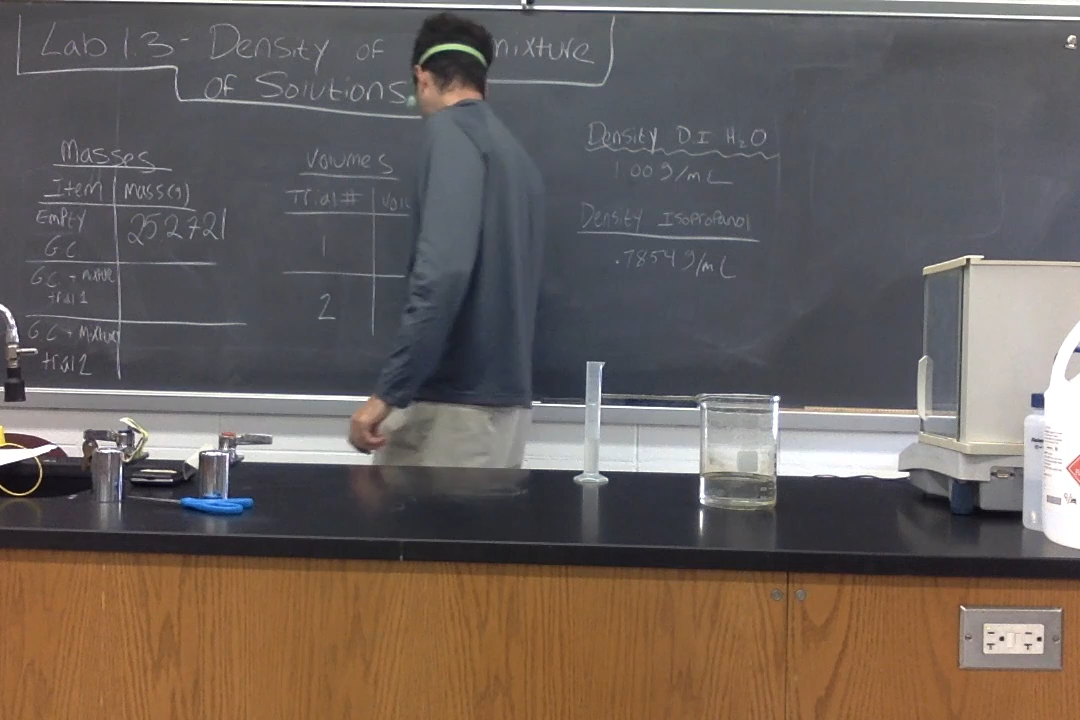 Lab 1.3 - Density of mixture
of Solutions
Masses
Item Mass(g)
Empty 25.2721
GC
GC + Mixture
trial 1
GC + Mixture
trial 2
Volumes
Trial # Volu
1
2
Density D.I H₂O
1.00 g/mL
Density Isopropanol
.7854 g/mL